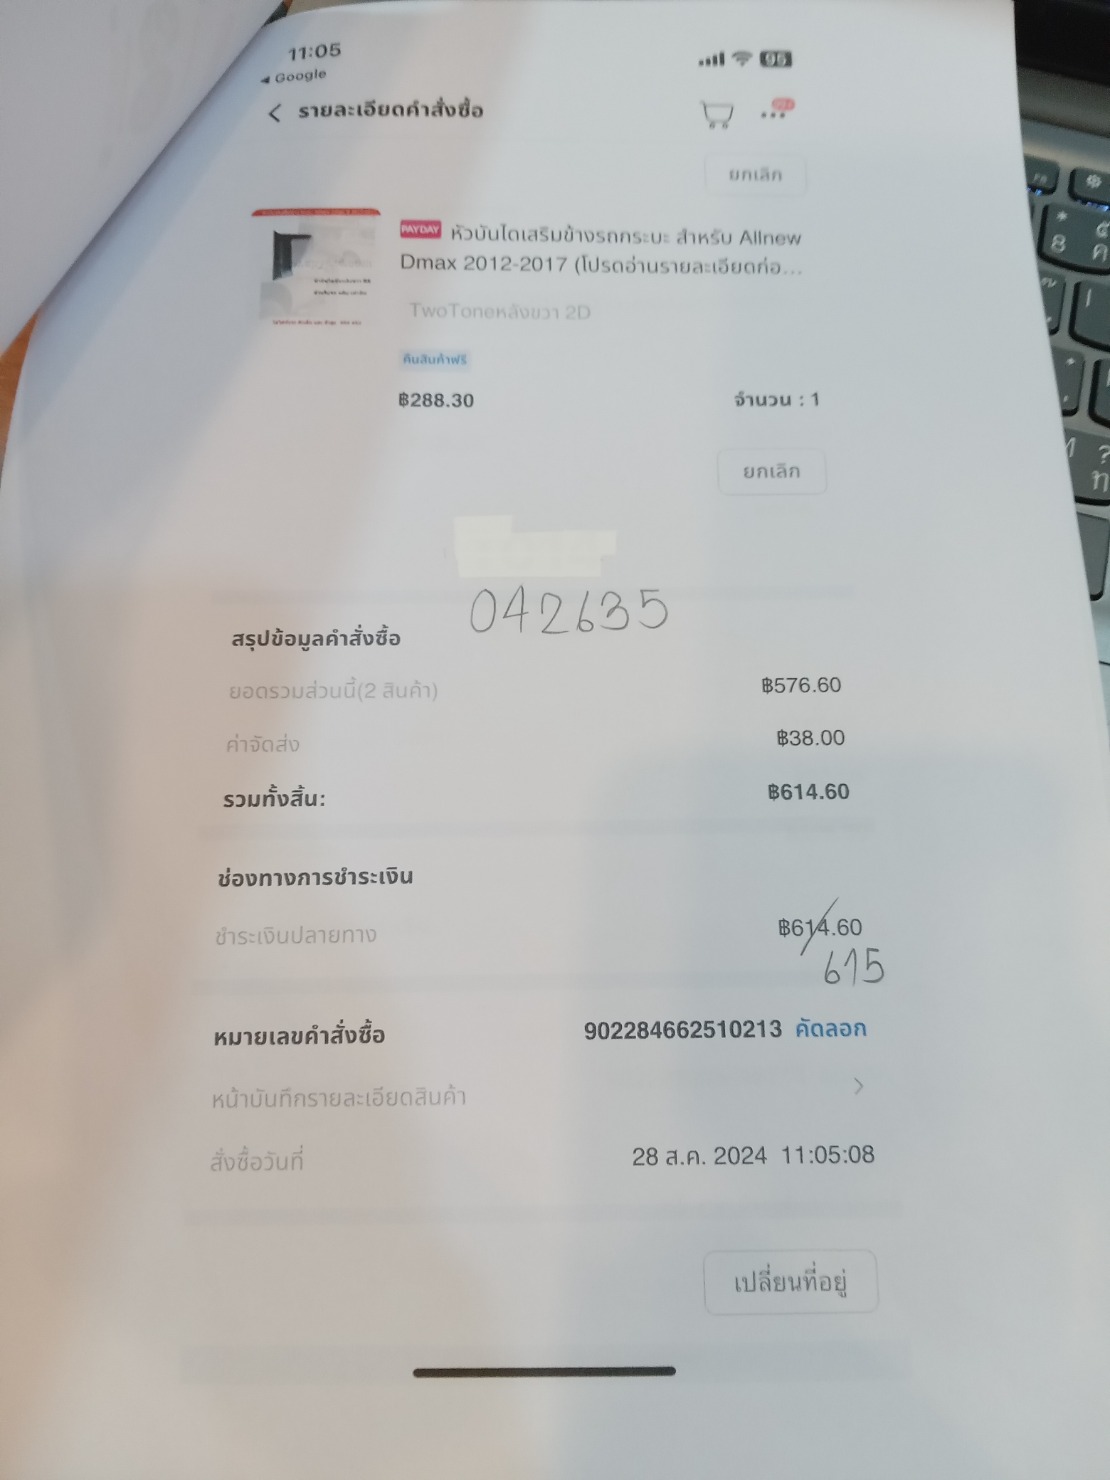 11:05
95
◄ Google
< รายละเอียดคำสั่งซื้อ
ยกเลิก
PAYDAY หัวบันไดเสริมข้างรถกระบะ สำหรับ Allnew
Dmax 2012-2017 (โปรดอ่านรายละเอียดก่อ...
TwoToneหลังขวา 2D
คืนสินค้าฟรี
฿288.30 จำนวน : 1
ยกเลิก
042635
สรุปข้อมูลคำสั่งซื้อ
ยอดรวมส่วนนี้(2 สินค้า) ฿576.60
ค่าจัดส่ง ฿38.00
รวมทั้งสิ้น: ฿614.60
ช่องทางการชำระเงิน
ชำระเงินปลายทาง ฿614.60
615
หมายเลขคำสั่งซื้อ 902284662510213 คัดลอก
หน้าบันทึกรายละเอียดสินค้า >
สั่งซื้อวันที่ 28 ส.ค. 2024 11:05:08
เปลี่ยนที่อยู่